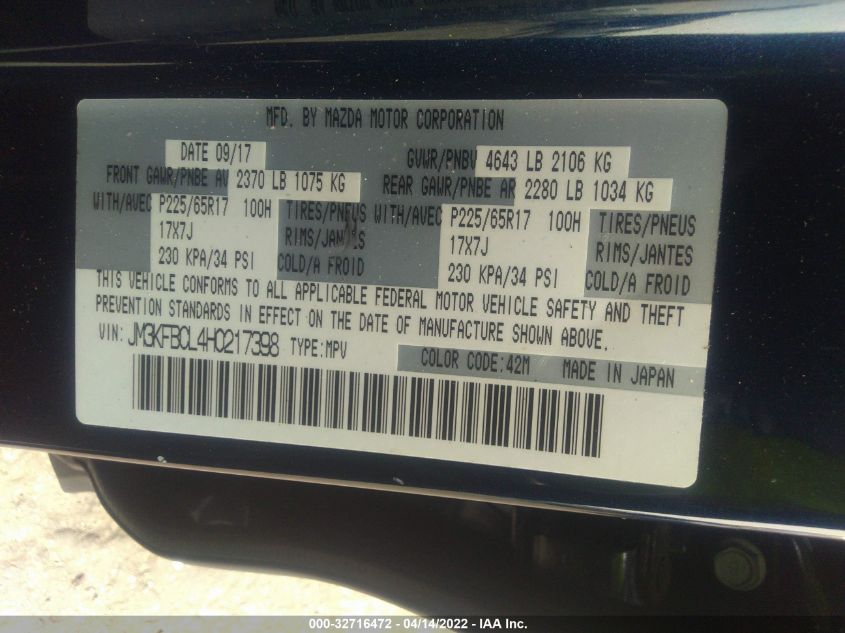 MFD. BY MAZDA MOTOR CORPORATION
DATE 09/17 GVWR/PNBV 4643 LB 2106 KG
FRONT GAWR/PNBE AV 2370 LB 1075 KG REAR GAWR/PNBE AR 2280 LB 1034 KG
WITH/AVEC P225/65R17 100H TIRES/PNEUS WITH/AVEC P225/65R17 100H TIRES/PNEUS
17X7J RIMS/JANTES 17X7J RIMS/JANTES
230 KPA/34 PSI COLD/A FROID 230 KPA/34 PSI COLD/A FROID
THIS VEHICLE CONFORMS TO ALL APPLICABLE FEDERAL MOTOR VEHICLE SAFETY AND THEFT
PREVENTION STANDARDS IN EFFECT ON THE DATE OF MANUFACTURE SHOWN ABOVE.
VIN: JM3KFBCL4H0217398 TYPE:MPV
COLOR CODE:42M MADE IN JAPAN
000-32716472 - 04/14/2022 - IAA Inc.